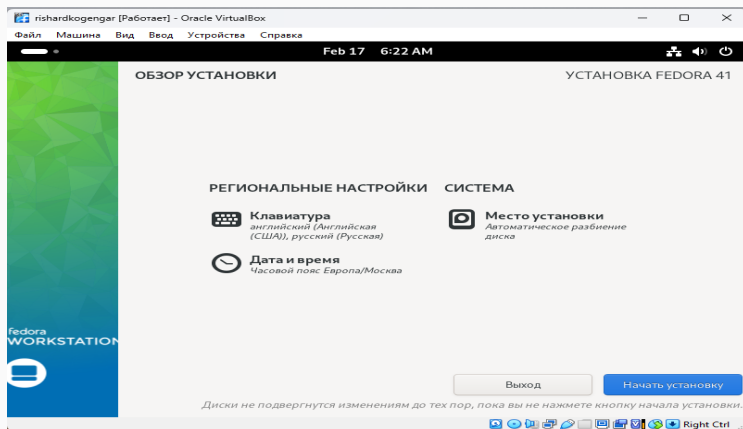 rishardkogengar [Работает] - Oracle VirtualBox
Файл Машина Вид Ввод Устройства Справка
Feb 17 6:22 AM
ОБЗОР УСТАНОВКИ
УСТАНОВКА FEDORA 41
РЕГИОНАЛЬНЫЕ НАСТРОЙКИ
Клавиатура
английский (Английская
(США)), русский (Русская)
Дата и время
Часовой пояс Европа/Москва
СИСТЕМА
Место установки
Автоматическое разбиение
диска
fedora
WORKSTATION
Выход
Начать установку
Диски не подвергнутся изменениям до тех пор, пока вы не нажмете кнопку начала установки.
Right Ctrl